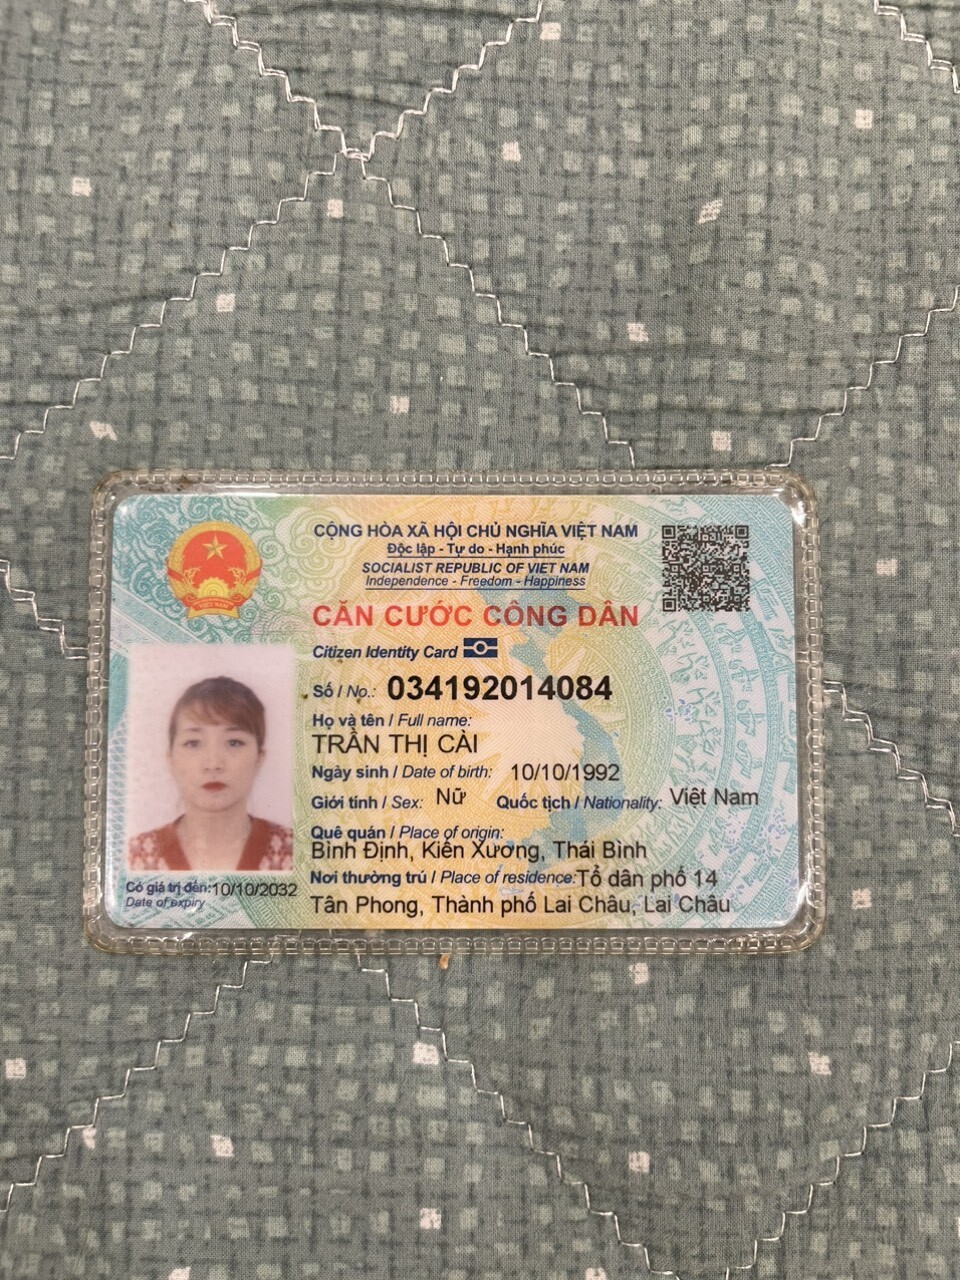 CỘNG HÒA XÃ HỘI CHỦ NGHĨA VIỆT NAM
Độc lập - Tự do - Hạnh phúc
SOCIALIST REPUBLIC OF VIET NAM
Independence - Freedom - Happiness
CĂN CƯỚC CÔNG DÂN
Citizen Identity Card
Số / No.: 034192014084
Họ và tên / Full name:
TRẦN THỊ CÀI
Ngày sinh / Date of birth: 10/10/1992
Giới tính / Sex: Nữ Quốc tịch / Nationality: Việt Nam
Quê quán / Place of origin:
Bình Định, Kiến Xương, Thái Bình
Nơi thường trú / Place of residence: Tổ dân phố 14
Tân Phong, Thành phố Lai Châu, Lai Châu
Có giá trị đến: 10/10/2032
Date of expiry
VIỆT NAM